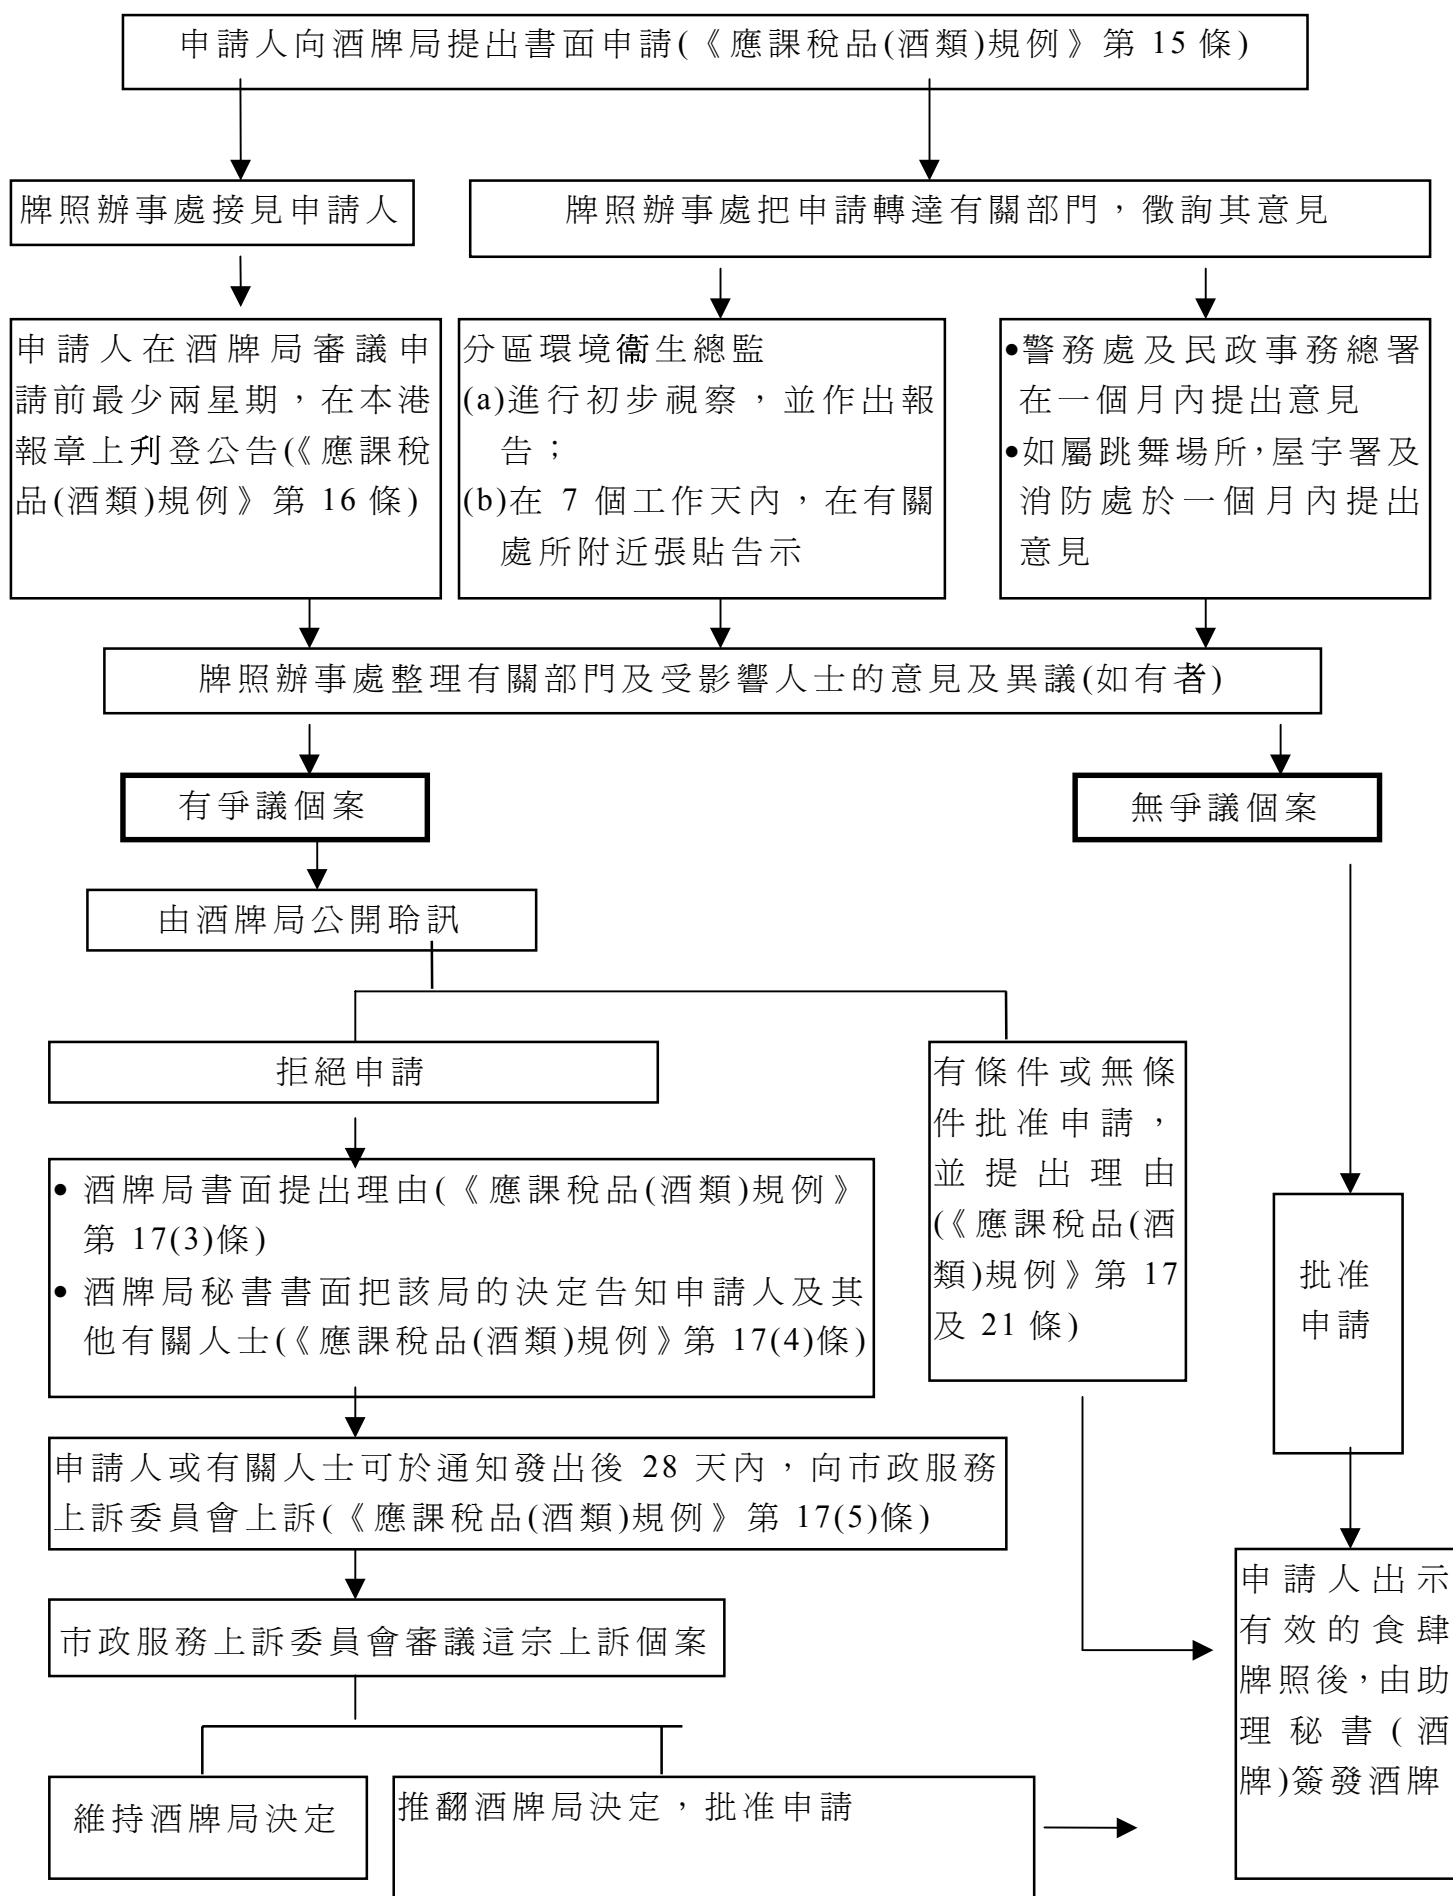 申請人向酒牌局提出書面申請(《應課稅品(酒類)規例》第 15 條)
牌照辦事處接見申請人
牌照辦事處把申請轉達有關部門，徵詢其意見
申請人在酒牌局審議申
請前最少兩星期，在本港
報章上刋登公告(《應課稅
品(酒類)規例》第 16 條)
分區環境衞生總監
(a)進行初步視察，並作出報
告；
(b)在 7 個工作天內，在有關
處所附近張貼告示
•警務處及民政事務總署
在一個月內提出意見
•如屬跳舞場所，屋宇署及
消防處於一個月內提出
意見
牌照辦事處整理有關部門及受影響人士的意見及異議(如有者)
有爭議個案
無爭議個案
由酒牌局公開聆訊
拒絕申請
有條件或無條
件批准申請，
並提出理由
(《應課稅品(酒
類)規例》第 17
及 21 條)
• 酒牌局書面提出理由(《應課稅品(酒類)規例》
第 17(3)條)
• 酒牌局秘書書面把該局的決定告知申請人及其
他有關人士(《應課稅品(酒類)規例》第 17(4)條)
批准
申請
申請人或有關人士可於通知發出後 28 天內，向市政服務
上訴委員會上訴(《應課稅品(酒類)規例》第 17(5)條)
市政服務上訴委員會審議這宗上訴個案
申請人出示
有效的食肆
牌照後，由助
理秘書(酒
牌)簽發酒牌
維持酒牌局決定
推翻酒牌局決定，批准申請